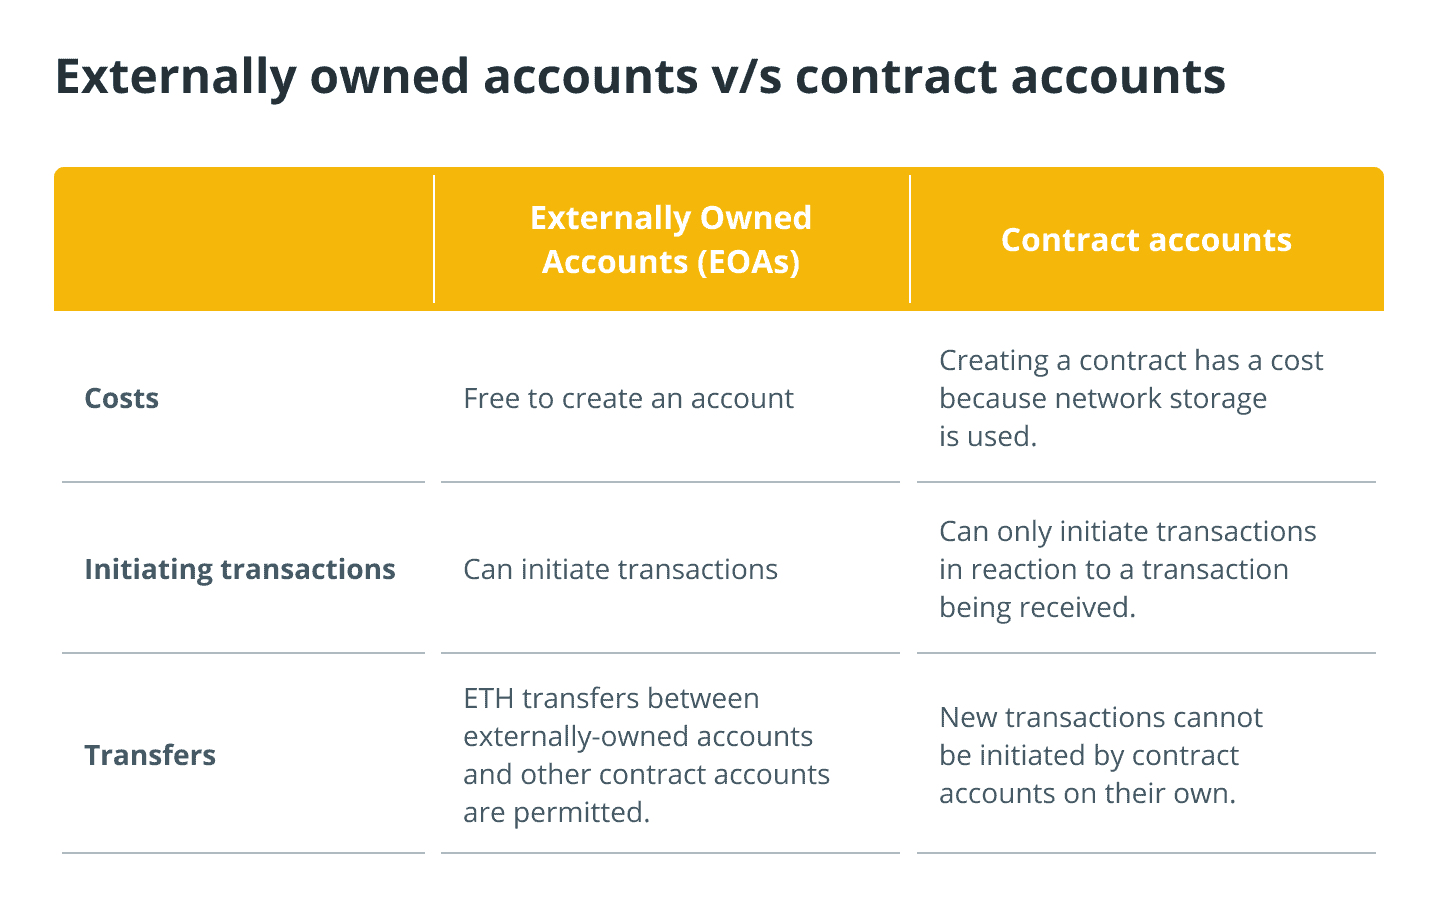 Externally owned accounts v/s contract accounts
Externally Owned
Accounts (EOAs)
Contract accounts
Costs
Free to create an account
Creating a contract has a cost
because network storage
is used.
Initiating transactions
Can initiate transactions
Can only initiate transactions
in reaction to a transaction
being received.
Transfers
ETH transfers between
externally-owned accounts
and other contract accounts
are permitted.
New transactions cannot
be initiated by contract
accounts on their own.